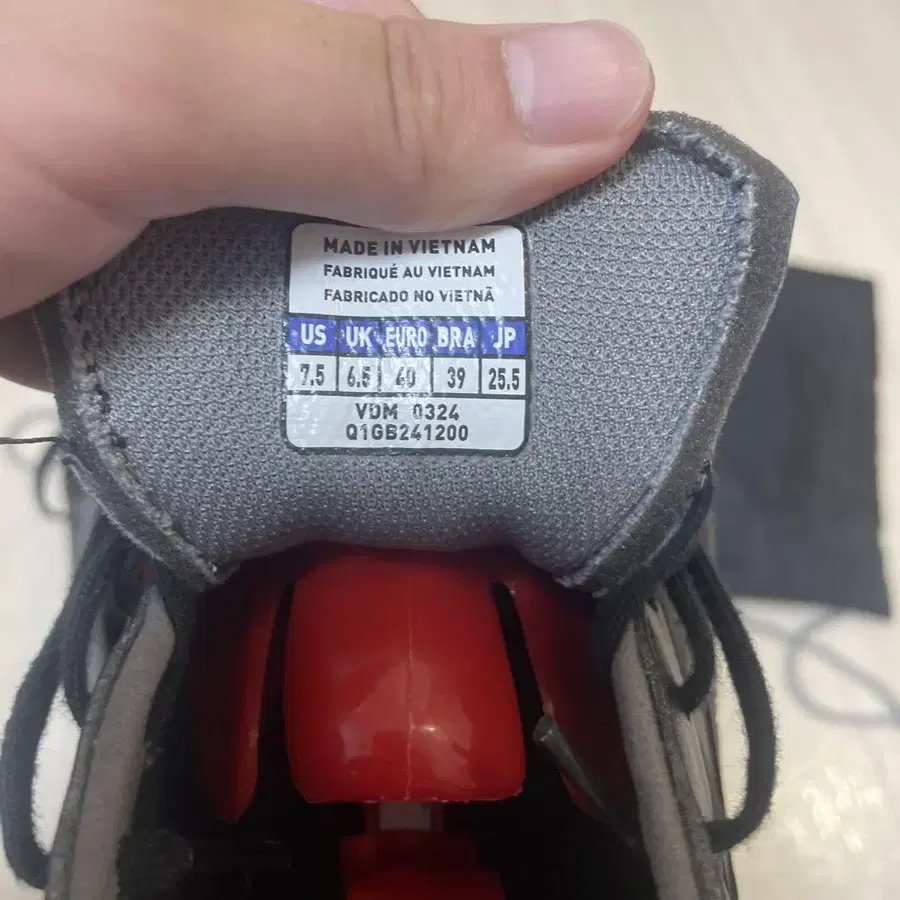 MADE IN VIETNAM
FABRIQUÉ AU VIETNAM
FABRICADO NO VIETNÃ
US UK EURO BRA JP
7.5 6.5 40 39 25.5
VDM 0324
Q1GB241200